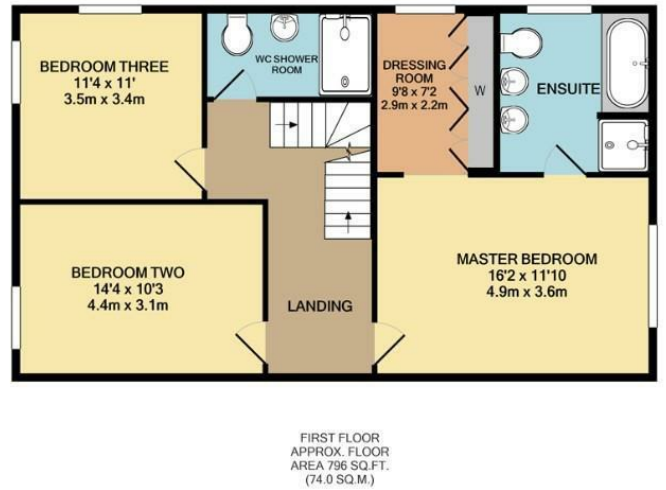 BEDROOM THREE
11'4 x 11'
3.5m x 3.4m
WC SHOWER
ROOM
DRESSING
ROOM
9'8 x 7'2
2.9m x 2.2m
W
ENSUITE
BEDROOM TWO
14'4 x 10'3
4.4m x 3.1m
LANDING
MASTER BEDROOM
16'2 x 11'10
4.9m x 3.6m
FIRST FLOOR
APPROX. FLOOR
AREA 796 SQ.FT.
(74.0 SQ.M.)